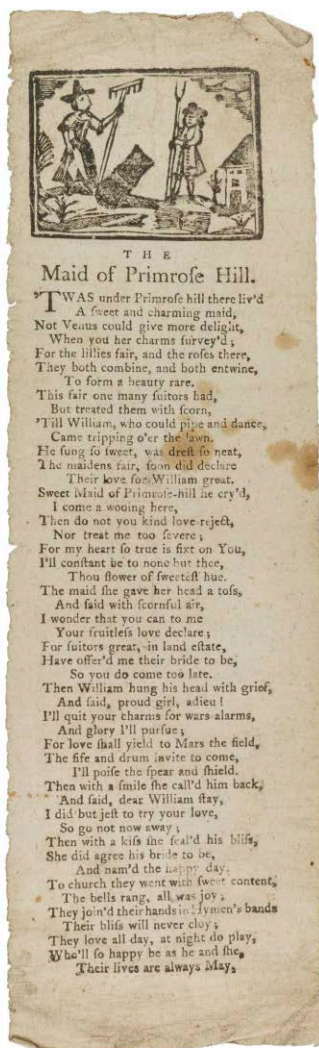 THE
Maid of Primroſe Hill.
'TWAS under Primroſe hill there liv'd
A ſweet and charming maid,
Not Venus could give more delight,
When you her charms ſurvey'd;
For the lillies fair, and the roſes there,
They both combine, and both entwine,
To form a beauty rare.
This fair one many ſuitors had,
But treated them with ſcorn,
'Till William, who could pipe and dance,
Came tripping o'er the lawn.
He ſung ſo ſweet, was dreſt ſo neat,
The maidens fair, ſoon did declare
Their love for William great.
Sweet Maid of Primroſe-hill he cry'd,
I come a wooing here,
Then do not you kind love reject,
Nor treat me too ſevere;
For my heart ſo true is fixt on You,
I'll conſtant be to none but thee,
Thou flower of ſweeteſt hue.
The maid ſhe gave her head a toſs,
And ſaid with ſcornful air,
I wonder that you can to me
Your fruitleſs love declare;
For ſuitors great, in land eſtate,
Have offer'd me their bride to be,
So you do come too late.
Then William hung his head with grief,
And ſaid, proud girl, adieu!
I'll quit your charms for wars alarms,
And glory I'll purſue;
For love ſhall yield to Mars the field,
The fife and drum invite to come,
I'll poiſe the ſpear and ſhield.
Then with a ſmile ſhe call'd him back,
And ſaid, dear William ſtay,
I did but jeſt to try your love,
So go not now away;
Then with a kiſs ſhe ſeal'd his bliſs,
She did agree his bride to be,
And nam'd the happy day.
To church they went with ſweet content,
The bells rang, all was joy;
They join'd their hands in Hymen's bands
Their bliſs will never cloy;
They love all day, at night do play,
Who'll ſo happy be as he and ſhe,
Their lives are always May,